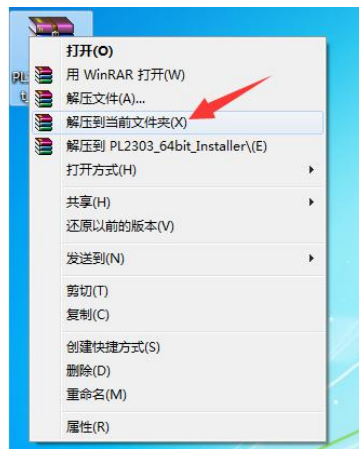 打开(O)
PL
用 WinRAR 打开(W)
t
解压文件(A)...
解压到当前文件夹(X)
解压到 PL2303_64bit_Installer\(E)
打开方式(H)
共享(H)
还原以前的版本(V)
发送到(N)
剪切(T)
复制(C)
创建快捷方式(S)
删除(D)
重命名(M)
属性(R)